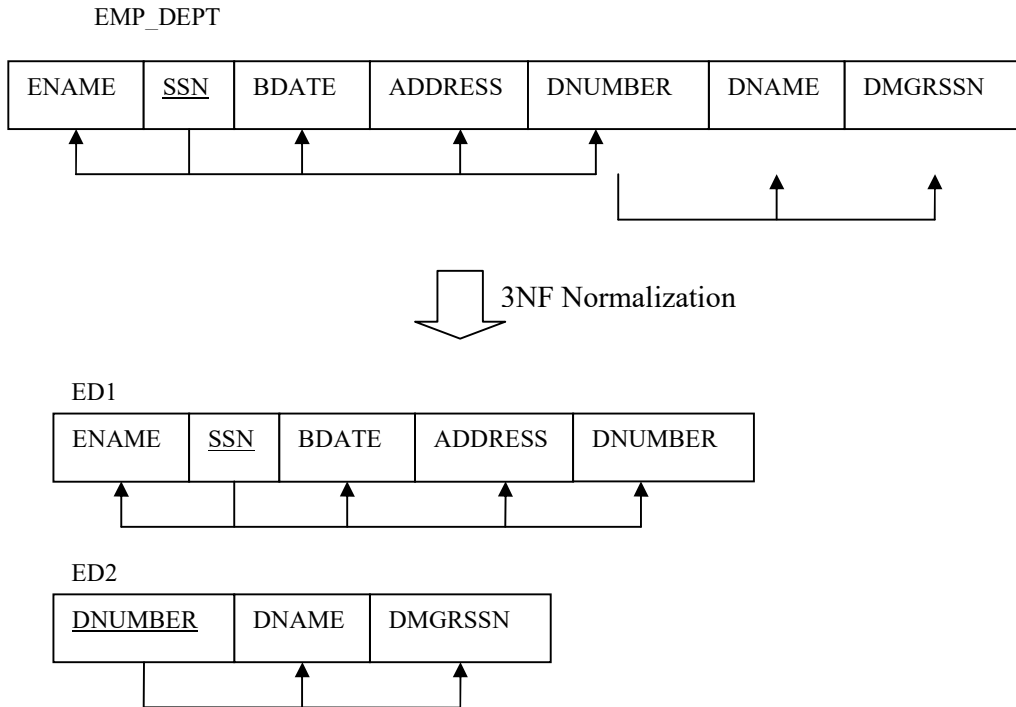 EMP_DEPT
ENAME SSN BDATE ADDRESS DNUMBER DNAME DMGRSSN
3NF Normalization
ED1
ENAME SSN BDATE ADDRESS DNUMBER
ED2
DNUMBER DNAME DMGRSSN